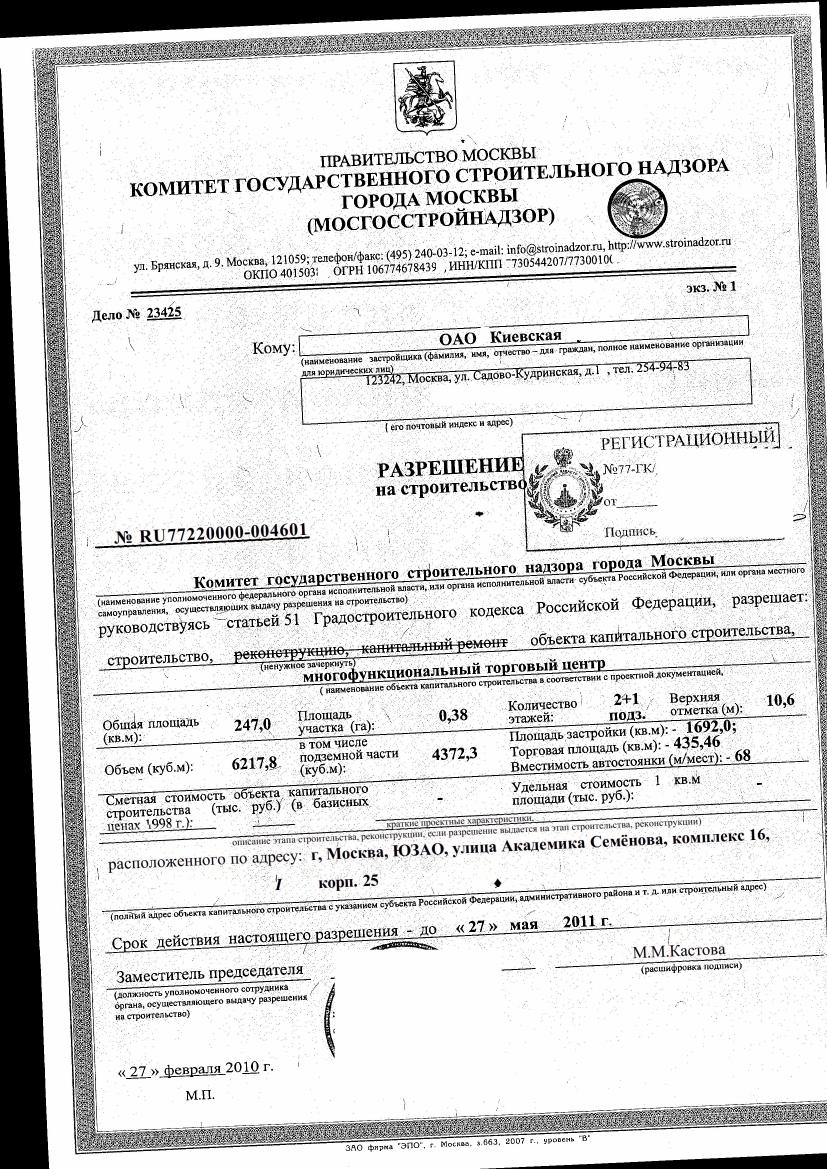 ПРАВИТЕЛЬСТВО МОСКВЫ
КОМИТЕТ ГОСУДАРСТВЕННОГО СТРОИТЕЛЬНОГО НАДЗОРА
ГОРОДА МОСКВЫ
(МОСГОССТРОЙНАДЗОР)
ул. Брянская, д. 9. Москва, 121059; телефон/факс: (495) 240-03-12; e-mail: info@stroinadzor.ru, http://www.stroinadzor.ru
ОКПО 401503 ОГРН 106774678439 , ИНН/КПП 730544207/7730010
экз. № 1
Дело № 23425
Кому: ОАО Киевская
(наименование застройщика (фамилия, имя, отчество – для граждан, полное наименование организации
для юридических лиц)
123242, Москва, ул. Садово-Кудринская, д.1 , тел. 254-94-83
( его почтовый индекс и адрес)
РЕГИСТРАЦИОННЫЙ
№77-ГК/
от
Подпись
РАЗРЕШЕНИЕ
на строительство
№ RU77220000-004601
Комитет государственного строительного надзора города Москвы
(наименование уполномоченного федерального органа исполнительной власти, или органа исполнительной власти субъекта Российской Федерации, или органа местного
самоуправления, осуществляющих выдачу разрешения на строительство)
руководствуясь статьей 51 Градостроительного кодекса Российской Федерации, разрешает:
строительство, реконструкцию, капитальный ремонт объекта капитального строительства,
(ненужное зачеркнуть)
многофункциональный торговый центр
( наименование объекта капитального строительства в соответствии с проектной документацией,
Общая площадь (кв.м): 247,0 Площадь участка (га): 0,38 Количество этажей: 2+1 подз. Верхняя отметка (м): 10,6
Объем (куб.м): 6217,8 в том числе подземной части (куб.м): 4372,3 Площадь застройки (кв.м): - 1692,0;
Торговая площадь (кв.м): - 435,46
Вместимость автостоянки (м/мест): - 68
Сметная стоимость объекта капитального строительства (тыс. руб.) (в базисных ценах 1998 г.): - Удельная стоимость 1 кв.м площади (тыс. руб.): -
краткие проектные характеристики,
описание этапа строительства, реконструкции, если разрешение выдается на этап строительства, реконструкции)
расположенного по адресу: г, Москва, ЮЗАО, улица Академика Семёнова, комплекс 16,
корп. 25
(полный адрес объекта капитального строительства с указанием субъекта Российской Федерации, административного района и т. д. или строительный адрес)
Срок действия настоящего разрешения - до « 27 » мая 2011 г.
Заместитель председателя
М.М.Кастова
(должность уполномоченного сотрудника
органа, осуществляющего выдачу разрешения
на строительство)
(расшифровка подписи)
« 27 » февраля 2010 г.
М.П.
ЗАО фирма "ЭПО", г. Москва, з.663, 2007 г., уровень "В"